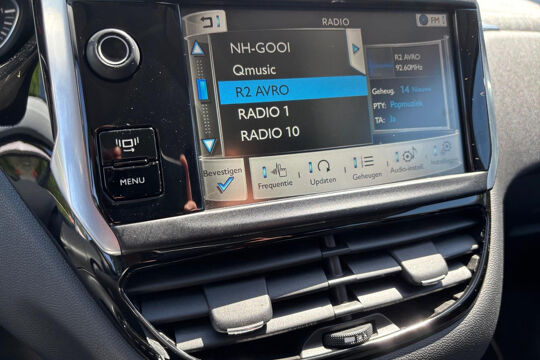 RADIO
FM
NH-GOOI
Qmusic
R2 AVRO
RADIO 1
RADIO 10
R2 AVRO
92.60MHz
Geheug. 14 Nieuws
PTY: Popmuziek
TA: Ja
Bevestigen
Frequentie
Updaten
Geheugen
Audio-instell.
MENU